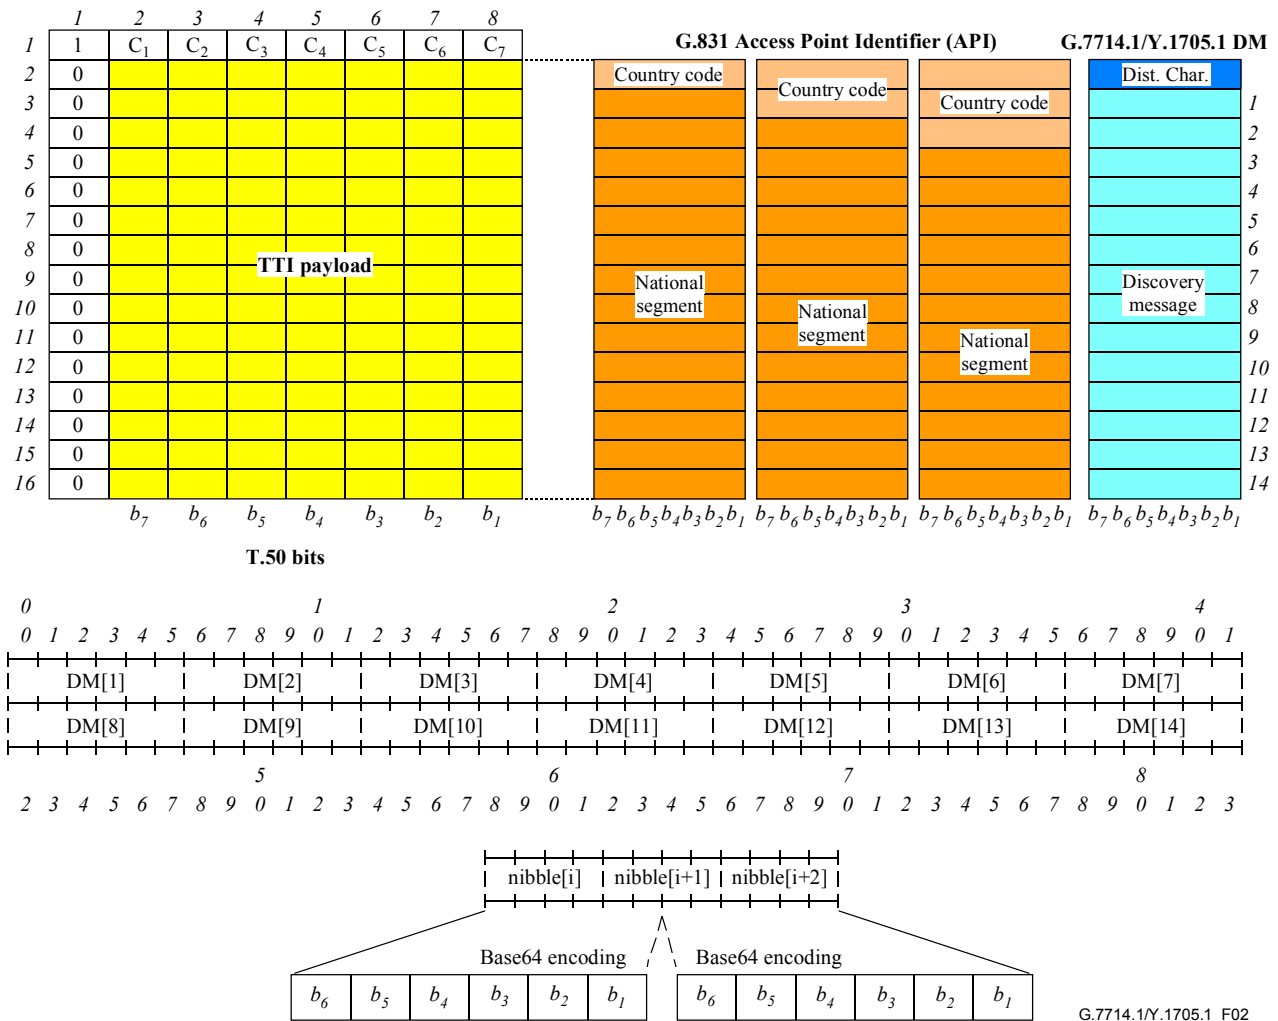 1 2 3 4 5 6 7 8
1 1 C1 C2 C3 C4 C5 C6 C7
G.831 Access Point Identifier (API) G.7714.1/Y.1705.1 DM
2 0 Country code Dist. Char.
Country code
3 0 Country code 1
4 0 2
5 0 3
6 0 4
7 0 5
8 0 6
TTI payload
9 0 7
National segment
Discovery message
10 0 8
National segment
11 0 9
National segment
12 0 10
13 0 11
14 0 12
15 0 13
16 0 14
b7 b6 b5 b4 b3 b2 b1 b7 b6 b5 b4 b3 b2 b1 b7 b6 b5 b4 b3 b2 b1 b7 b6 b5 b4 b3 b2 b1 b7 b6 b5 b4 b3 b2 b1
T.50 bits
0 1 2 3 4
0 1 2 3 4 5 6 7 8 9 0 1 2 3 4 5 6 7 8 9 0 1 2 3 4 5 6 7 8 9 0 1 2 3 4 5 6 7 8 9 0 1
DM[1] DM[2] DM[3] DM[4] DM[5] DM[6] DM[7]
DM[8] DM[9] DM[10] DM[11] DM[12] DM[13] DM[14]
5 6 7 8
2 3 4 5 6 7 8 9 0 1 2 3 4 5 6 7 8 9 0 1 2 3 4 5 6 7 8 9 0 1 2 3 4 5 6 7 8 9 0 1 2 3
nibble[i] nibble[i+1] nibble[i+2]
Base64 encoding Base64 encoding
b6 b5 b4 b3 b2 b1 b6 b5 b4 b3 b2 b1
G.7714.1/Y.1705.1_F02